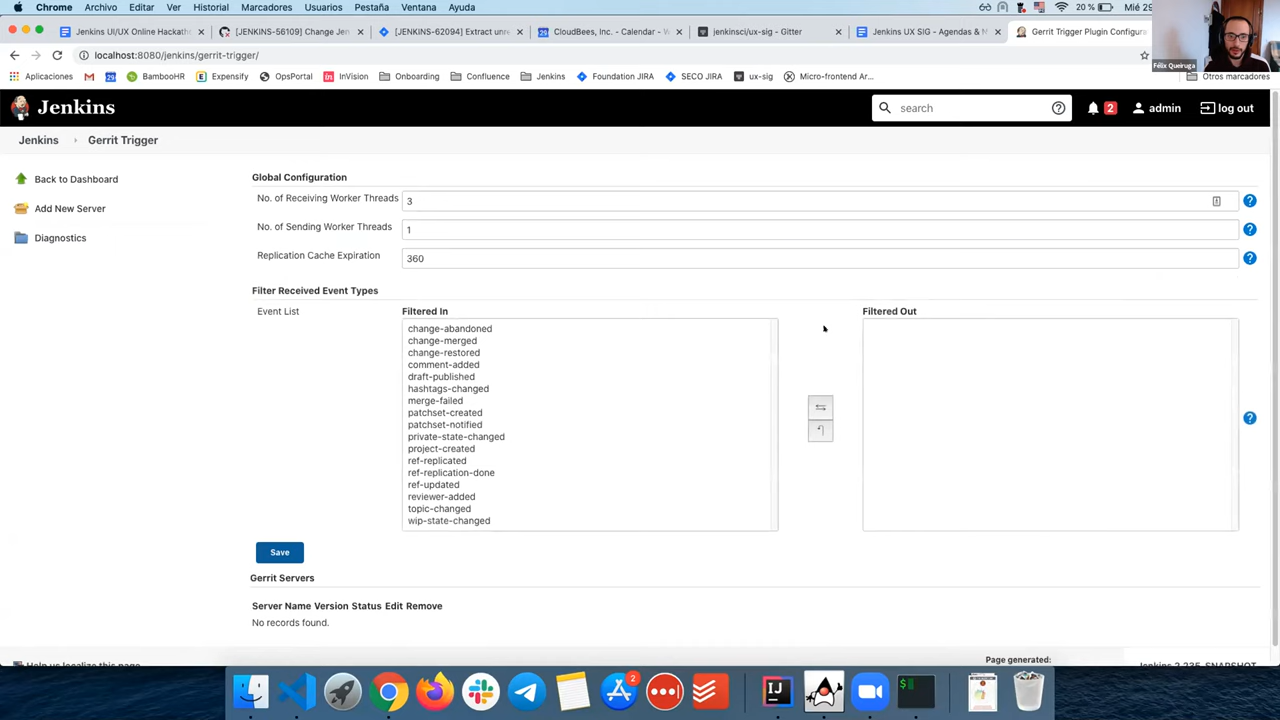 Chrome Archivo Editar Ver Historial Marcadores Usuarios Pestaña Ventana Ayuda 20 % Mié 29
Jenkins UI/UX Online Hackath
[JENKINS-56109] Change Jen
[JENKINS-62094] Extract unre
CloudBees, Inc. - Calendar - W
jenkinsci/ux-sig - Gitter
Jenkins UX SIG - Agendas & M
Gerrit Trigger Plugin Configura
localhost:8080/jenkins/gerrit-trigger/
Félix Queiruga
Aplicaciones BambooHR Expensify OpsPortal InVision Onboarding Confluence Jenkins Foundation JIRA SECO JIRA ux-sig Micro-frontend Ar... Otros marcadores
Jenkins
search
2
admin
log out
Jenkins Gerrit Trigger
Back to Dashboard
Add New Server
Diagnostics
Global Configuration
No. of Receiving Worker Threads 3
No. of Sending Worker Threads 1
Replication Cache Expiration 360
Filter Received Event Types
Event List
Filtered In
Filtered Out
change-abandoned
change-merged
change-restored
comment-added
draft-published
hashtags-changed
merge-failed
patchset-created
patchset-notified
private-state-changed
project-created
ref-replicated
ref-replication-done
ref-updated
reviewer-added
topic-changed
wip-state-changed
Save
Gerrit Servers
Server Name Version Status Edit Remove
No records found.
Page generated:
Help us localize this page
Jenkins 2.235-SNAPSHOT
2